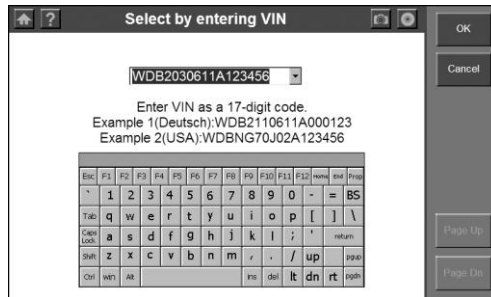 ?
Select by entering VIN
OK
Cancel
WDB2030611A123456
Enter VIN as a 17-digit code.
Example 1(Deutsch):WDB2110611A000123
Example 2(USA):WDBNG70J02A123456
Esc F1 F2 F3 F4 F5 F6 F7 F8 F9 F10 F11 F12 Home End Prop
` 1 2 3 4 5 6 7 8 9 0 - = BS
Tab q w e r t y u i o p [ ] \
Caps Lock a s d f g h j k l ; ' return
Shift z x c v b n m , . / up pgup
Ctrl win Alt ins del lt dn rt pgdn
Page Up
Page Dn